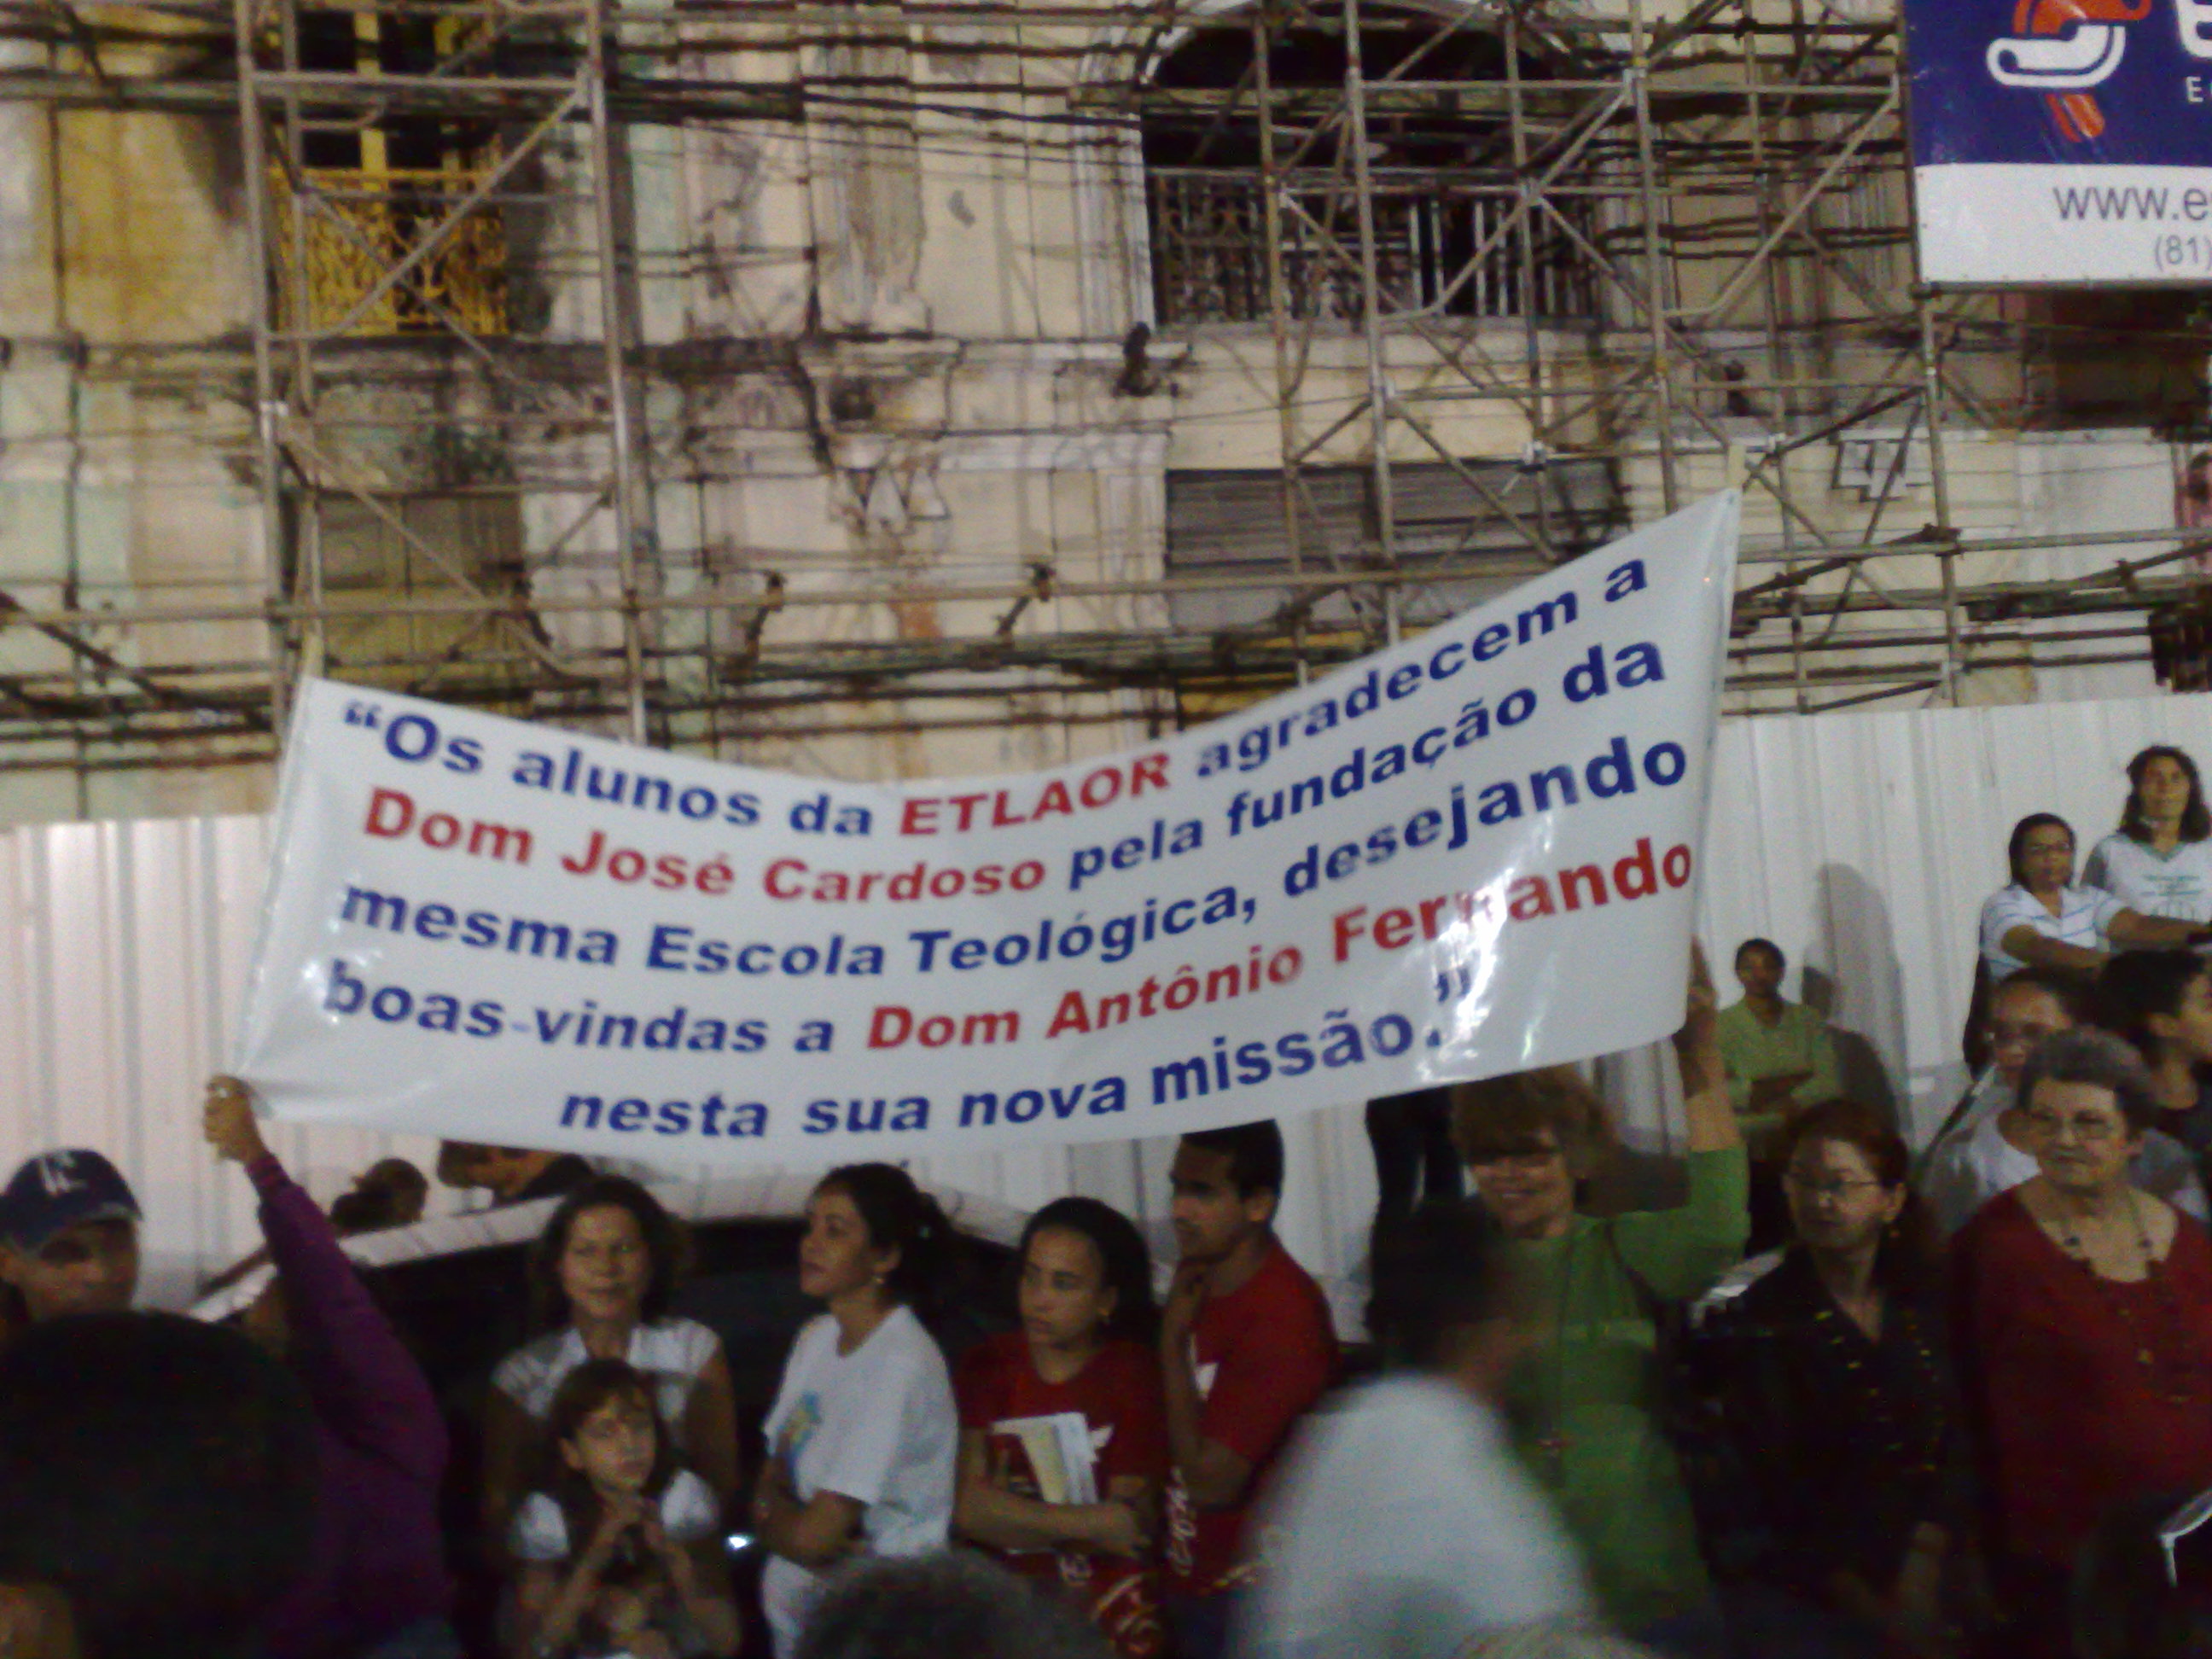 www.e
(81)
“Os alunos da ETLAOR agradecem a
Dom José Cardoso pela fundação da
mesma Escola Teológica, desejando
boas-vindas a Dom Antônio Fernando
nesta sua nova missão.”